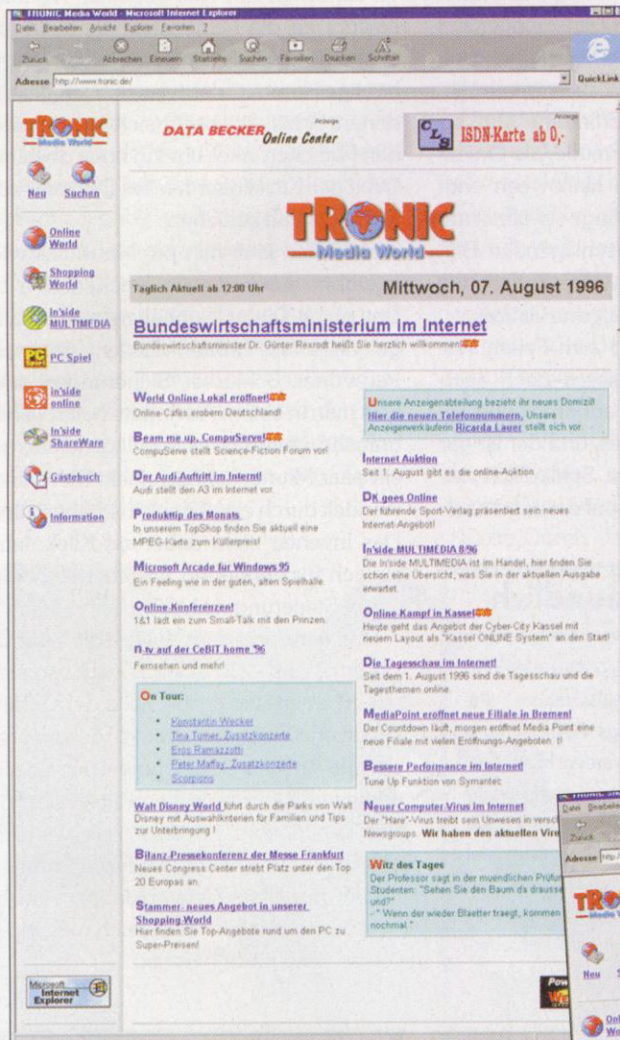 TRONIC Media World - Microsoft Internet Explorer
Datei Bearbeiten Ansicht Explorer Favoriten ?
Zurück Abbrechen Erneuern Startseite Suchen Favoriten Drucken Schriftart
Adresse http://www.tronic.de/ QuickLink
TRONIC
Media World
Neu Suchen
Online
World
Shopping
World
In'side
MULTIMEDIA
PC Spiel
In'side
online
In'side
ShareWare
Gästebuch
Information
Microsoft
Internet
Explorer
Anzeige
DATA BECKER
Online Center
Anzeige
CLS ISDN-Karte ab 0,-
TRONIC
Media World
Täglich Aktuell ab 12:00 Uhr Mittwoch, 07. August 1996
Bundeswirtschaftsministerium im Internet
Bundeswirtschaftsminister Dr. Günter Rexrodt heißt Sie herzlich willkommen!
World Online Lokal eröffnet!
Online-Cafes erobern Deutschland!
Beam me up, CompuServe!
CompuServe stellt Science-Fiction Forum vor!
Der Audi Auftritt im Internet!
Audi stellt den A3 im Internet vor.
Produkttip des Monats
In unserem TopShop finden Sie aktuell eine
MPEG-Karte zum Killerpreis!
Microsoft Arcade für Windows 95
Ein Feeling wie in der guten, alten Spielhalle.
Online-Konferenzen!
1&1 lädt ein zum Small-Talk mit den Prinzen.
n-tv auf der CeBIT home '96
Fernsehen und mehr!
On Tour:
• Konstantin Wecker
• Tina Turner, Zusatzkonzerte
• Eros Ramazzotti
• Peter Maffay, Zusatzkonzerte
• Scorpions
Walt Disney World führt durch die Parks von Walt
Disney mit Auswahlkriterien für Familien und Tips
zur Unterbringung !
Bilanz-Pressekonferenz der Messe Frankfurt
Neues Congress Center strebt Platz unter den Top
20 Europas an.
Stammer- neues Angebot in unserer
Shopping World
Hier finden Sie Top-Angebote rund um den PC zu
Super-Preisen!
Unsere Anzeigenabteilung bezieht ihr neues Domizil!
Hier die neuen Telefonnummern. Unsere
Anzeigenverkäuferin Ricarda Lauer stellt sich vor.
Internet Auktion
Seit 1. August gibt es die online-Auktion.
DK goes Online
Der führende Sport-Verlag präsentiert sein neues
Internet-Angebot!
In'side MULTIMEDIA 8/96
Die In'side MULTIMEDIA ist im Handel, hier finden Sie
schon eine Übersicht, was Sie in der aktuellen Ausgabe
erwartet.
Online Kampf in Kassel
Heute geht das Angebot der Cyber-City Kassel mit
neuem Layout als "Kassel ONLINE System" an den Start!
Die Tagesschau im Internet!
Seit dem 1. August 1996 sind die Tagesschau und die
Tagesthemen online.
MediaPoint eröffnet neue Filiale in Bremen!
Der Countdown läuft, morgen eröffnet Media Point eine
neue Filiale mit vielen Eröffnungs-Angeboten
Bessere Performance im Internet!
Tune Up Funktion von Symantec
Neuer Computer-Virus im Internet
Der "Hare"-Virus treibt sein Unwesen in versch
Newsgroups. Wir haben den aktuellen Vire
Witz des Tages
Der Professor sagt in der muendlichen Prüfun
Studenten: "Sehen Sie den Baum da drausse
und?"
-" Wenn der wieder Blaetter traegt, kommen
nochmal."
Datei
Zurück
Adresse
TR
Media W
Neu S